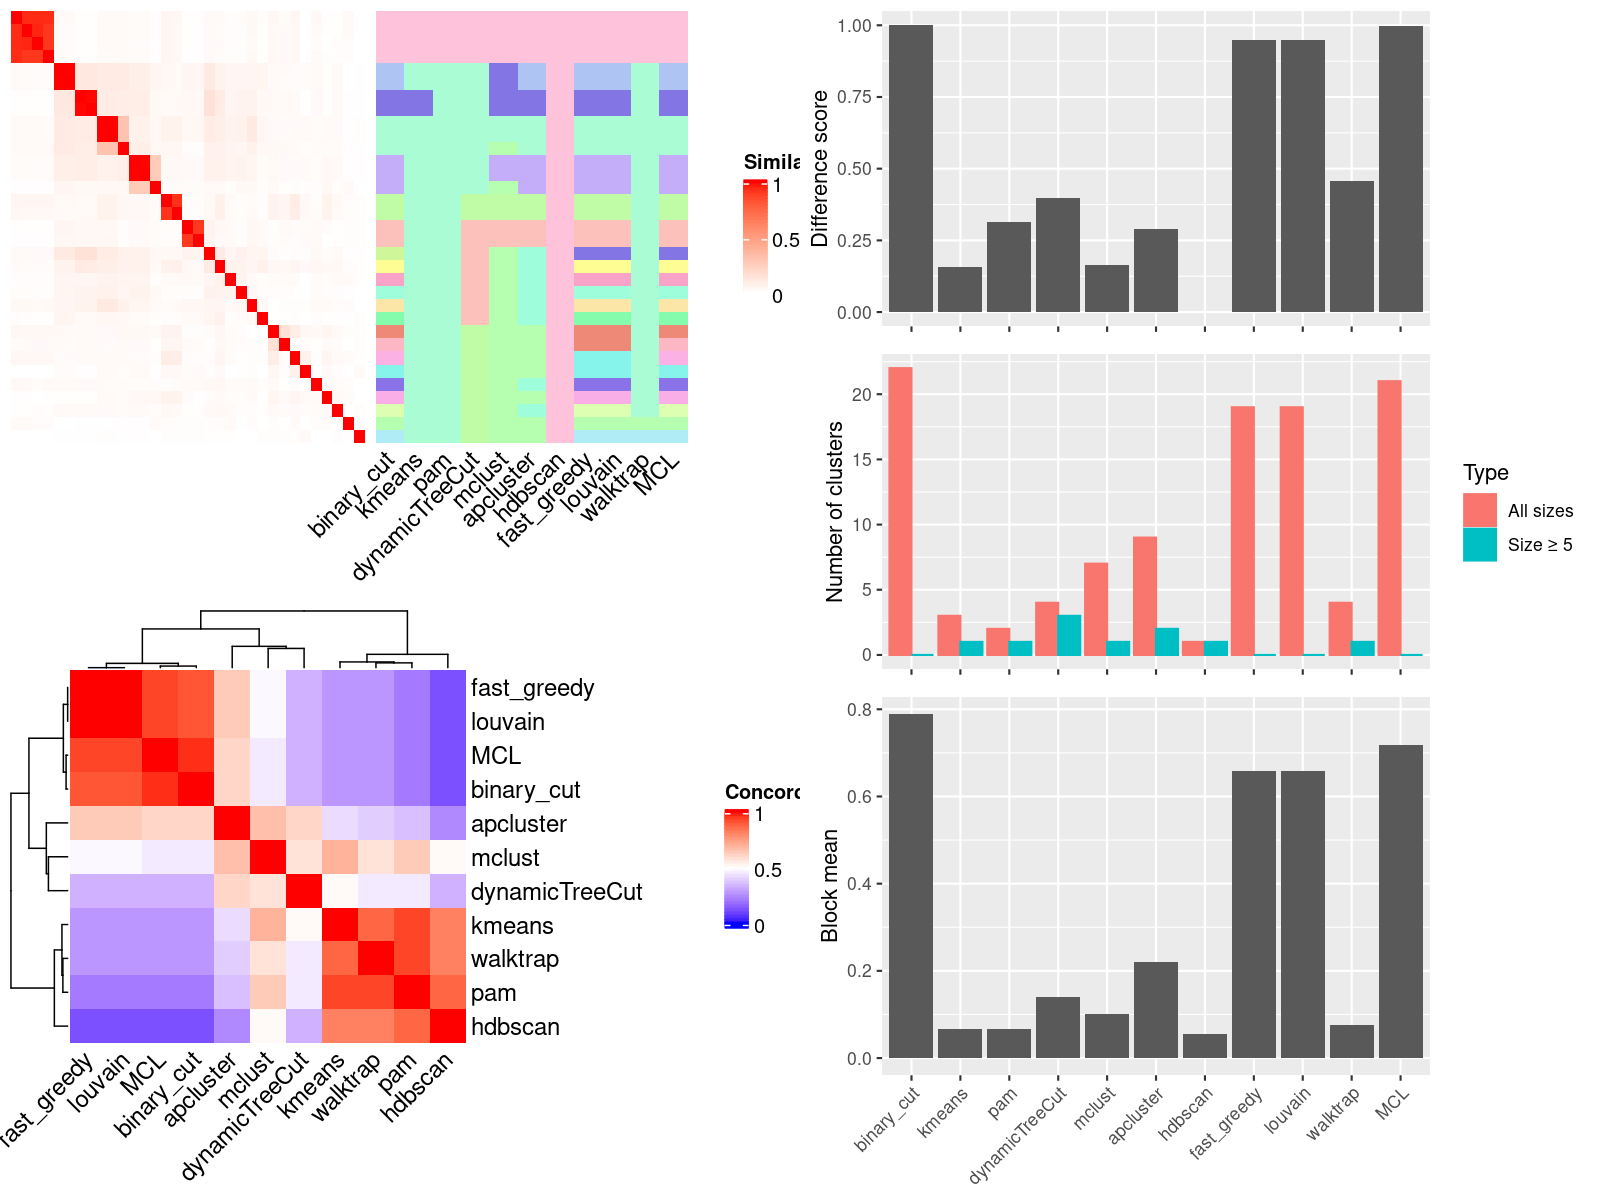 Simila
1
0.5
0
binary_cut
kmeans
pam
dynamicTreeCut
mclust
apcluster
hdbscan
fast_greedy
louvain
walktrap
MCL
fast_greedy
louvain
MCL
binary_cut
apcluster
mclust
dynamicTreeCut
kmeans
walktrap
pam
hdbscan
Concord
1
0.5
0
fast_greedy
louvain
MCL
binary_cut
apcluster
mclust
dynamicTreeCut
kmeans
walktrap
pam
hdbscan
Difference score
1.00
0.75
0.50
0.25
0.00
Number of clusters
20
15
10
5
0
Type
All sizes
Size ≥ 5
Block mean
0.8
0.6
0.4
0.2
0.0
binary_cut
kmeans
pam
dynamicTreeCut
mclust
apcluster
hdbscan
fast_greedy
louvain
walktrap
MCL